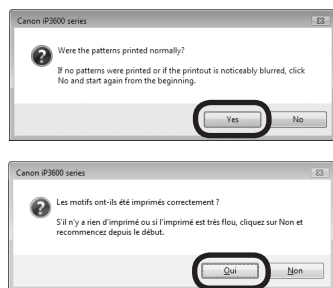 Canon iP3600 series
Were the patterns printed normally?
If no patterns were printed or if the printout is noticeably blurred, click
No and start again from the beginning.
Yes No
Canon iP3600 series
Les motifs ont-ils été imprimés correctement ?
S'il n'y a rien d'imprimé ou si l'imprimé est très flou, cliquez sur Non et
recommencez depuis le début.
Oui Non